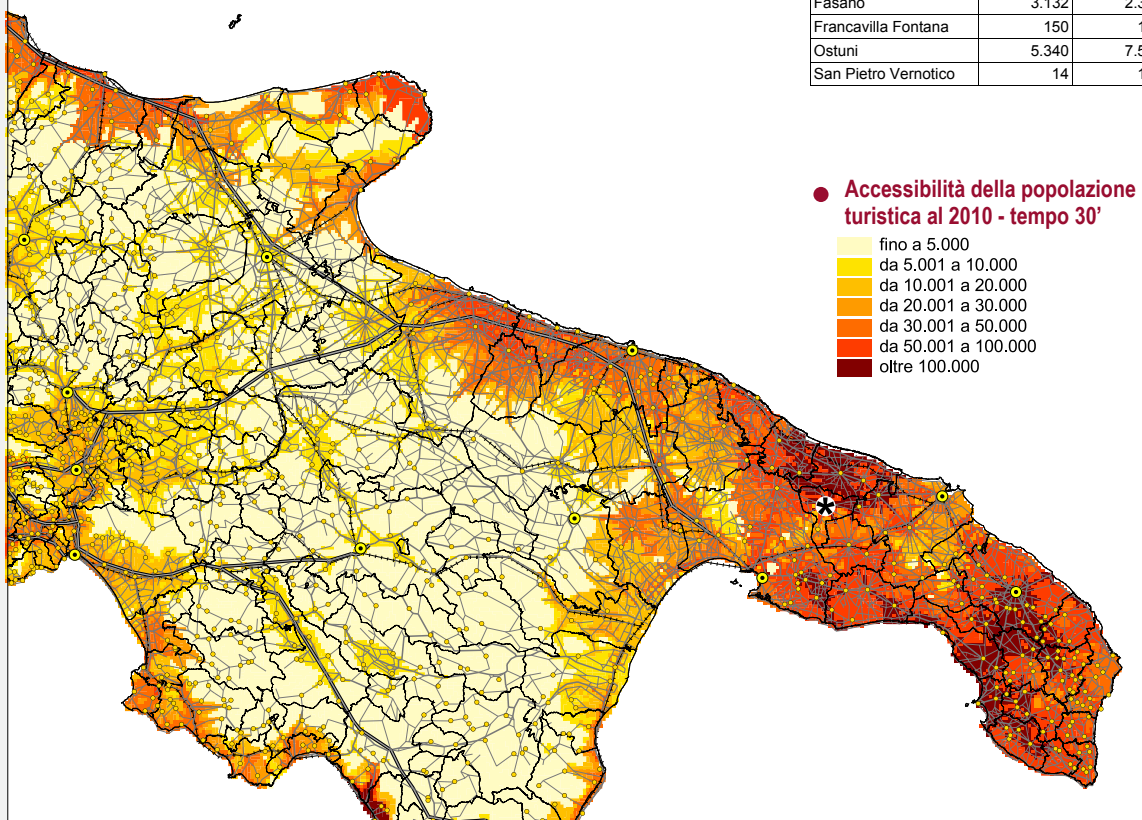 Fasano 3.132
Francavilla Fontana 150
Ostuni 5.340
San Pietro Vernotico 14
Accessibilità della popolazione
turistica al 2010 - tempo 30’
fino a 5.000
da 5.001 a 10.000
da 10.001 a 20.000
da 20.001 a 30.000
da 30.001 a 50.000
da 50.001 a 100.000
oltre 100.000